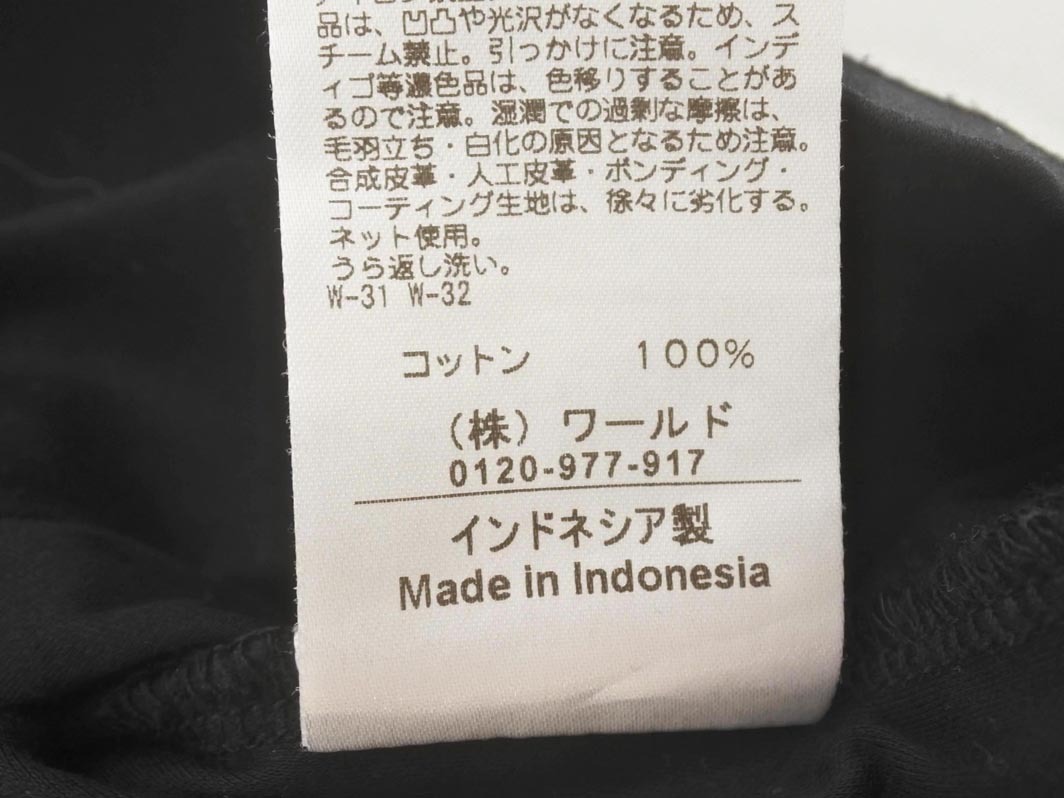 品は、凹凸や光沢がなくなるため、ス
チーム禁止。引っかけに注意。インデ
ィゴ等濃色品は、色移りすることがあ
るので注意。湿潤での過剰な摩擦は、
毛羽立ち・白化の原因となるため注意。
合成皮革・人工皮革・ボンディング・
コーティング生地は、徐々に劣化する。
ネット使用。
うら返し洗い。
W-31 W-32
コットン 100%
（株）ワールド
0120-977-917
インドネシア製
Made in Indonesia